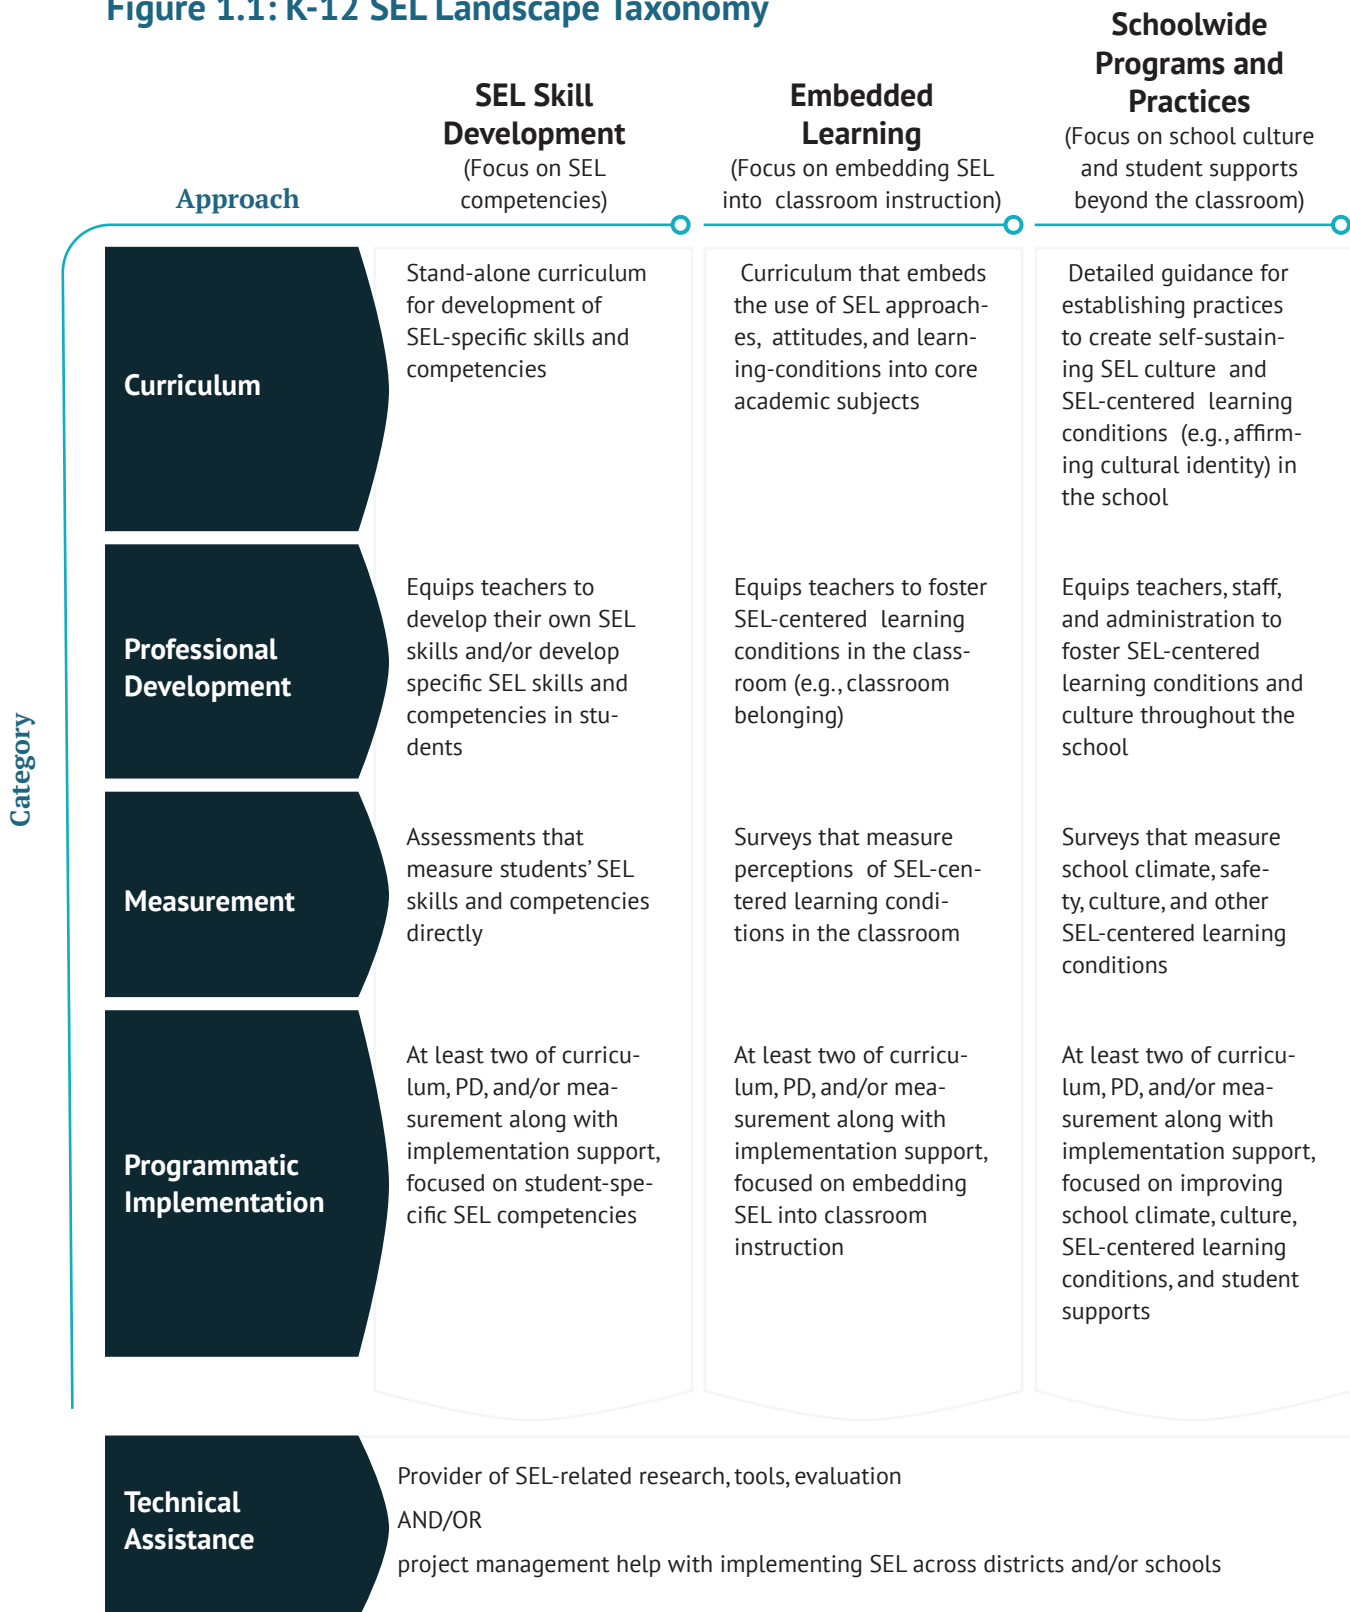 Figure 1.1: K-12 SEL Landscape Taxonomy
Approach
SEL Skill
Development
(Focus on SEL
competencies)
Embedded
Learning
(Focus on embedding SEL
into classroom instruction)
Schoolwide
Programs and
Practices
(Focus on school culture
and student supports
beyond the classroom)
Category
Curriculum
Stand-alone curriculum
for development of
SEL-specific skills and
competencies
Curriculum that embeds
the use of SEL approach-
es, attitudes, and learn-
ing-conditions into core
academic subjects
Detailed guidance for
establishing practices
to create self-sustain-
ing SEL culture and
SEL-centered learning
conditions (e.g., affirm-
ing cultural identity) in
the school
Professional
Development
Equips teachers to
develop their own SEL
skills and/or develop
specific SEL skills and
competencies in stu-
dents
Equips teachers to foster
SEL-centered learning
conditions in the class-
room (e.g., classroom
belonging)
Equips teachers, staff,
and administration to
foster SEL-centered
learning conditions and
culture throughout the
school
Measurement
Assessments that
measure students’ SEL
skills and competencies
directly
Surveys that measure
perceptions of SEL-cen-
tered learning condi-
tions in the classroom
Surveys that measure
school climate, safe-
ty, culture, and other
SEL-centered learning
conditions
Programmatic
Implementation
At least two of curricu-
lum, PD, and/or mea-
surement along with
implementation support,
focused on student-spe-
cific SEL competencies
At least two of curricu-
lum, PD, and/or mea-
surement along with
implementation support,
focused on embedding
SEL into classroom
instruction
At least two of curricu-
lum, PD, and/or mea-
surement along with
implementation support,
focused on improving
school climate, culture,
SEL-centered learning
conditions, and student
supports
Technical
Assistance
Provider of SEL-related research, tools, evaluation
AND/OR
project management help with implementing SEL across districts and/or schools